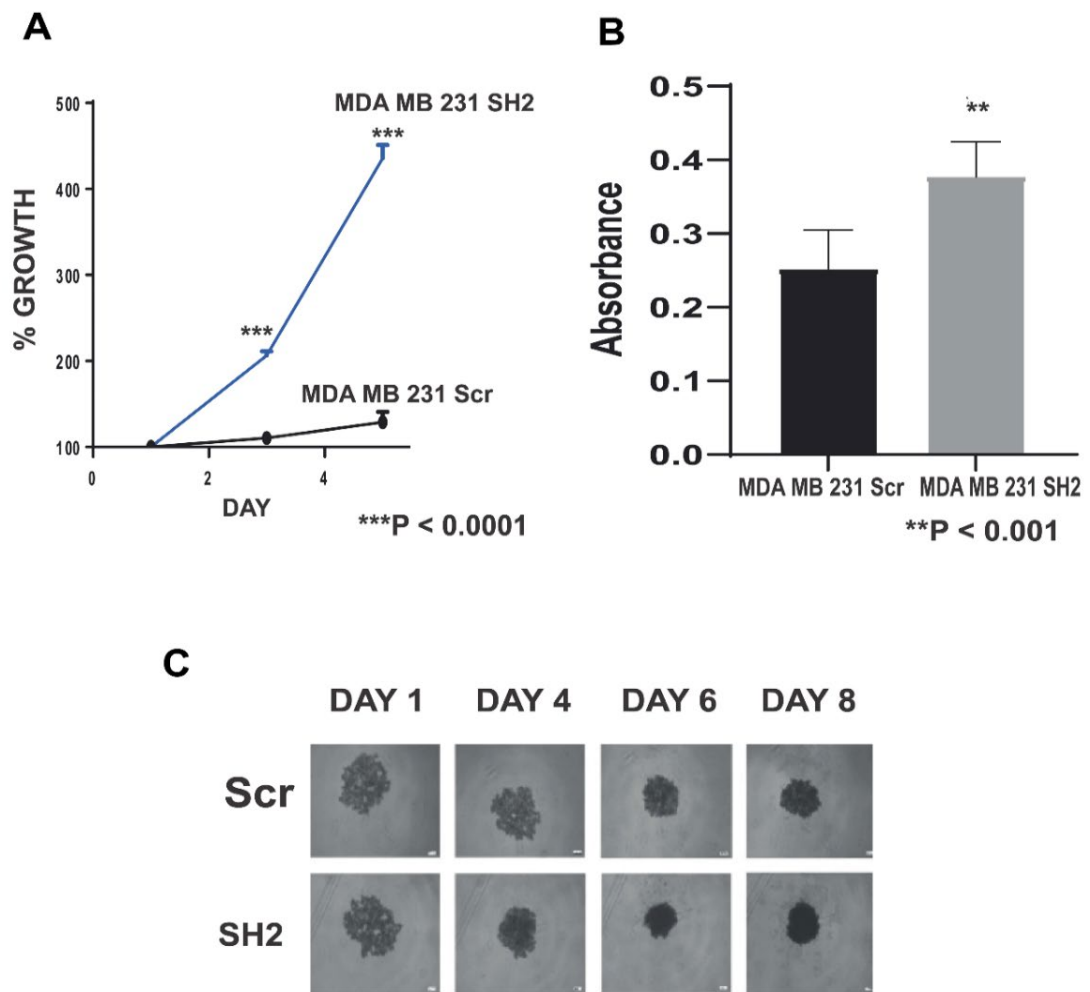 A
MDA MB 231 SH2
***
***
MDA MB 231 Scr
% GROWTH
500
400
300
200
100
0
2
4
DAY
***P < 0.0001
B
**
Absorbance
0.5
0.4
0.3
0.2
0.1
0.0
MDA MB 231 Scr
MDA MB 231 SH2
**P < 0.001
C
DAY 1 DAY 4 DAY 6 DAY 8
Scr
SH2